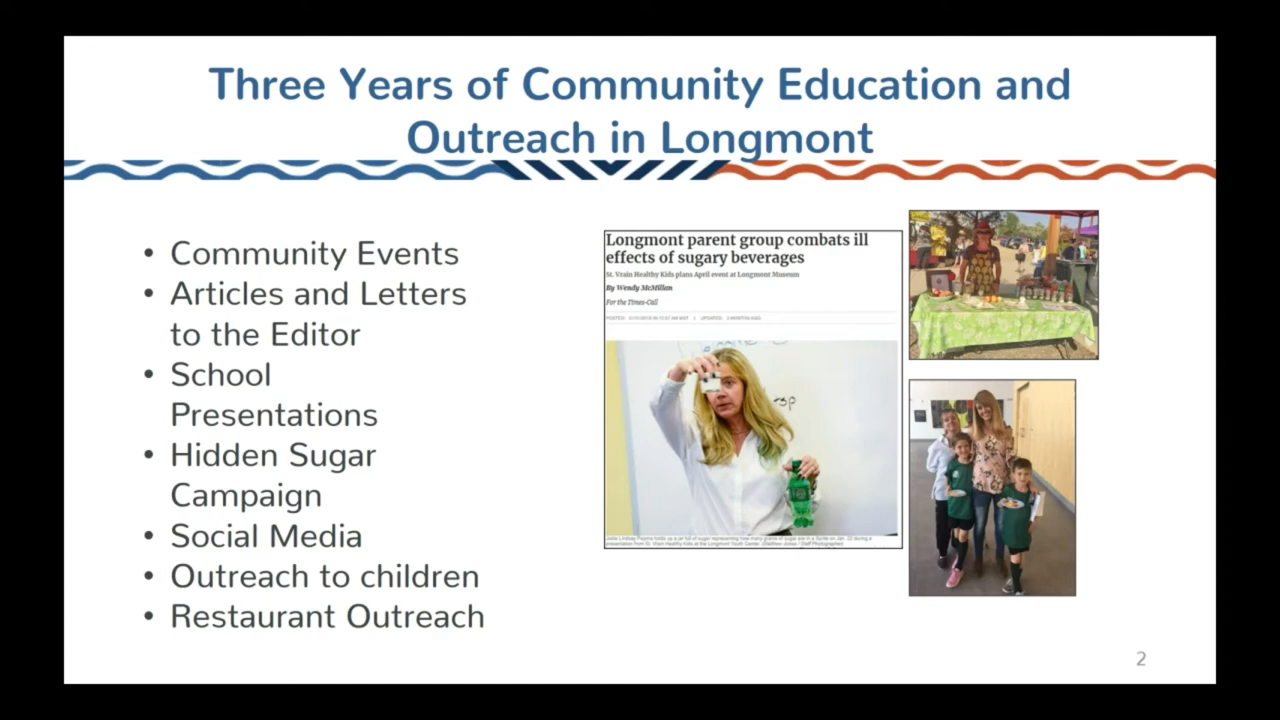 Three Years of Community Education and
Outreach in Longmont
• Community Events
• Articles and Letters
to the Editor
• School
Presentations
• Hidden Sugar
Campaign
• Social Media
• Outreach to children
• Restaurant Outreach
Longmont parent group combats ill
effects of sugary beverages
St. Vrain Healthy Kids plans April event at Longmont Museum
By Wendy McMillan
For the Times-Call
2